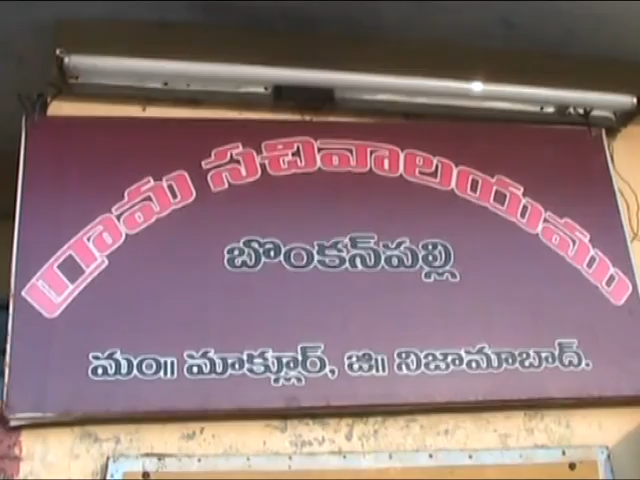 గ్రామ సచివాలయము
బొంకన్‌పల్లి
మం॥ మాక్లూర్, జి॥ నిజామాబాద్.